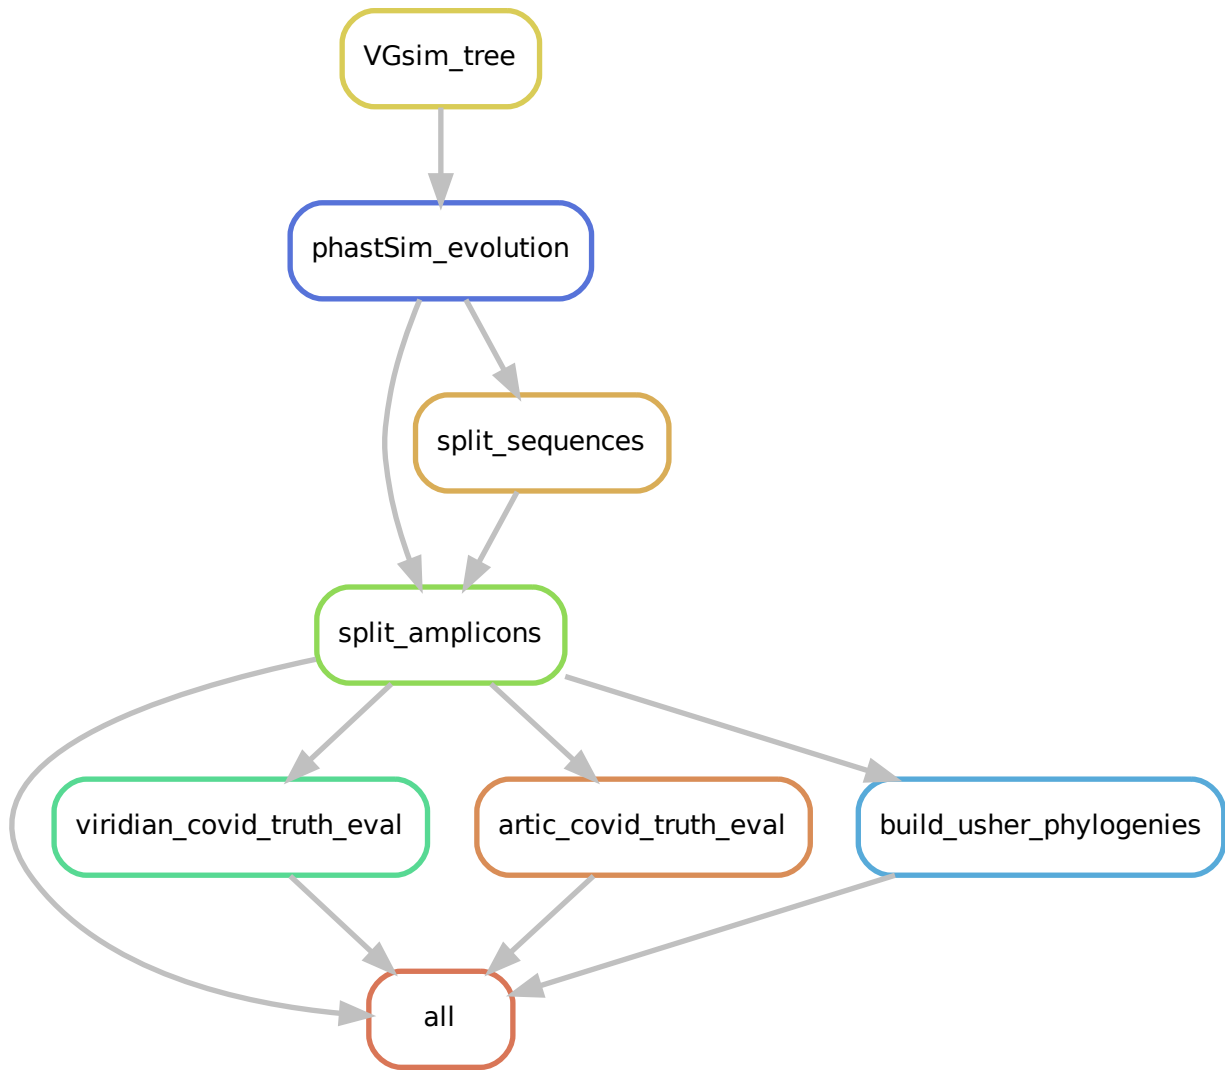 VGsim_tree
phastSim_evolution
split_sequences
split_amplicons
viridian_covid_truth_eval
artic_covid_truth_eval
build_usher_phylogenies
all